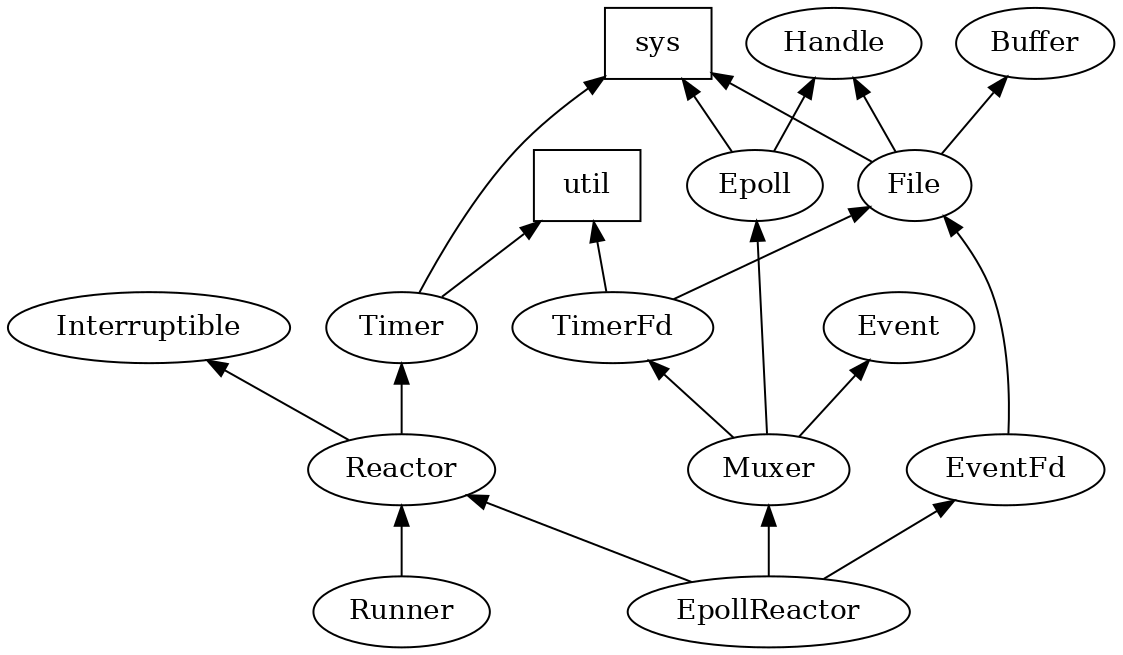 sys
Handle
Buffer
util
Epoll
File
Interruptible
Timer
TimerFd
Event
Reactor
Muxer
EventFd
Runner
EpollReactor